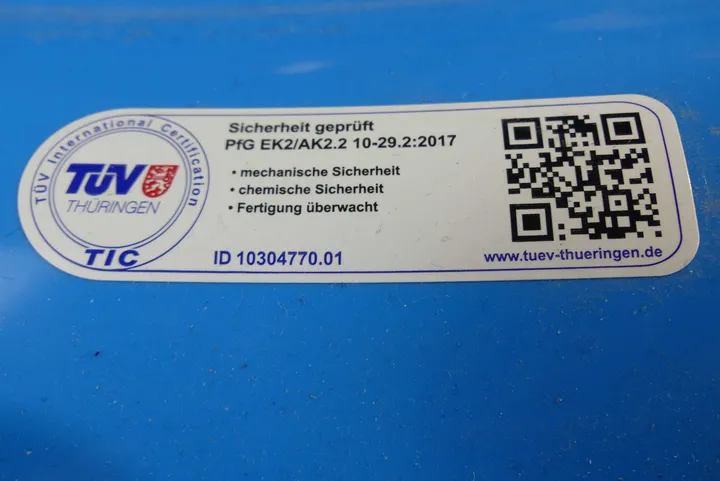 TÜV International Certification
TÜV
THÜRINGEN
TIC
Sicherheit geprüft
PfG EK2/AK2.2 10-29.2:2017
• mechanische Sicherheit
• chemische Sicherheit
• Fertigung überwacht
ID 10304770.01
www.tuev-thueringen.de